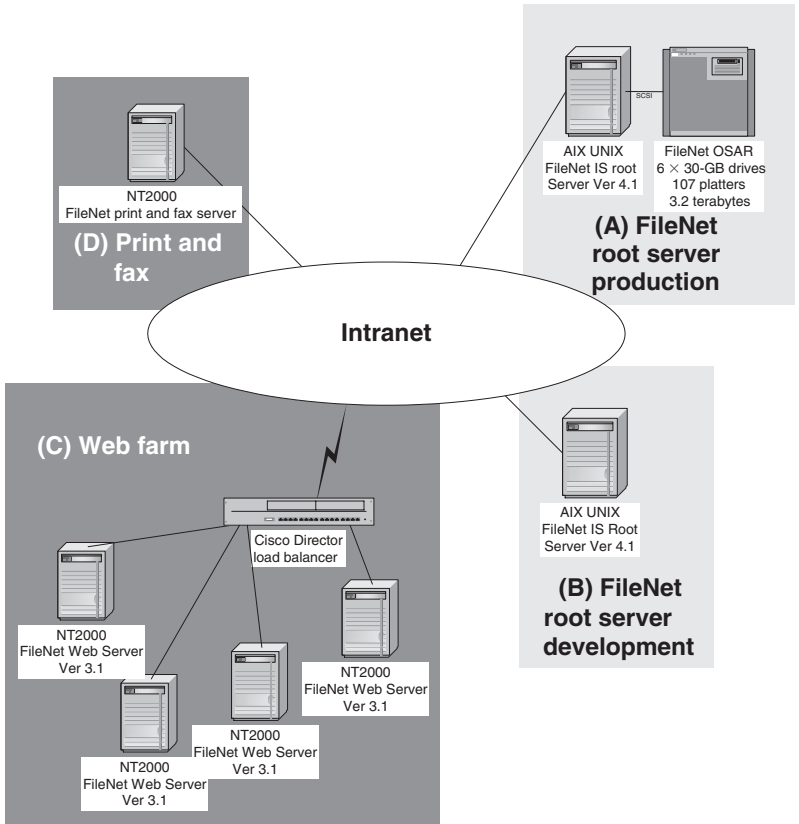 NT2000
FileNet print and fax server
(D) Print and
fax
SCSI
AIX UNIX
FileNet IS root
Server Ver 4.1
FileNet OSAR
6 × 30-GB drives
107 platters
3.2 terabytes
(A) FileNet
root server
production
Intranet
(C) Web farm
Cisco Director
load balancer
NT2000
FileNet Web Server
Ver 3.1
NT2000
FileNet Web Server
Ver 3.1
NT2000
FileNet Web Server
Ver 3.1
NT2000
FileNet Web Server
Ver 3.1
AIX UNIX
FileNet IS Root
Server Ver 4.1
(B) FileNet
root server
development